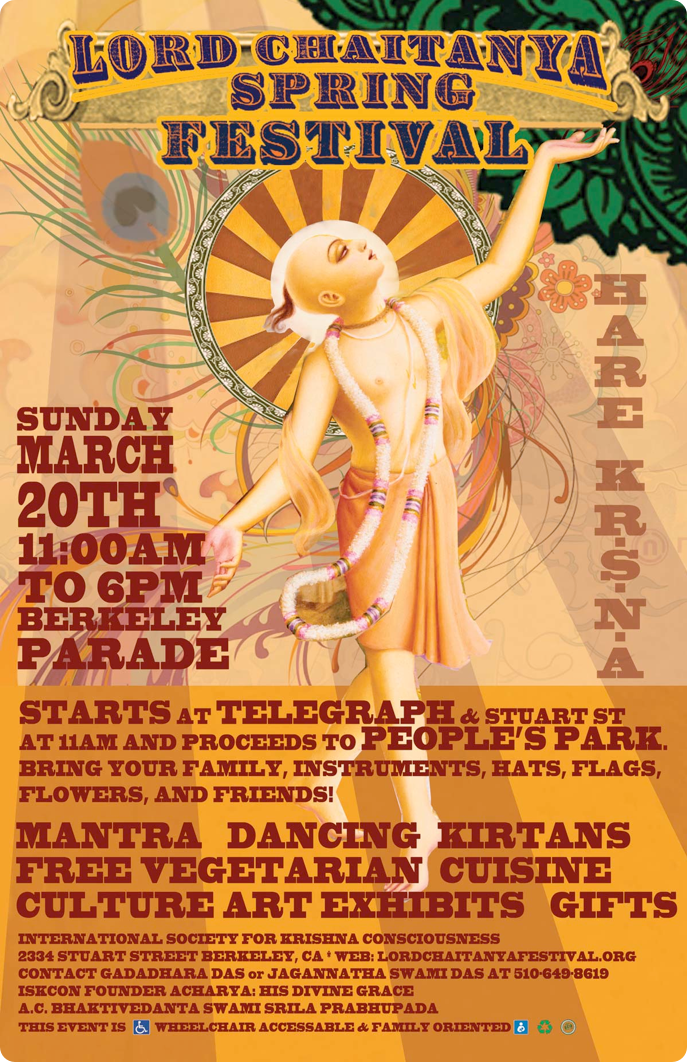 LORD CHAITANYA
SPRING
FESTIVAL
HARE KR.S.N.A
SUNDAY
MARCH
20TH
11:00AM
TO 6PM
BERKELEY
PARADE
STARTS AT TELEGRAPH & STUART ST
AT 11AM AND PROCEEDS TO PEOPLE'S PARK.
BRING YOUR FAMILY, INSTRUMENTS, HATS, FLAGS,
FLOWERS, AND FRIENDS!
MANTRA DANCING KIRTANS
FREE VEGETARIAN CUISINE
CULTURE ART EXHIBITS GIFTS
INTERNATIONAL SOCIETY FOR KRISHNA CONSCIOUSNESS
2334 STUART STREET BERKELEY, CA * WEB: LORDCHAITANYAFESTIVAL.ORG
CONTACT GADADHARA DAS or JAGANNATHA SWAMI DAS AT 510-649-8619
ISKCON FOUNDER ACHARYA: HIS DIVINE GRACE
A.C. BHAKTIVEDANTA SWAMI SRILA PRABHUPADA
THIS EVENT IS WHEELCHAIR ACCESSABLE & FAMILY ORIENTED